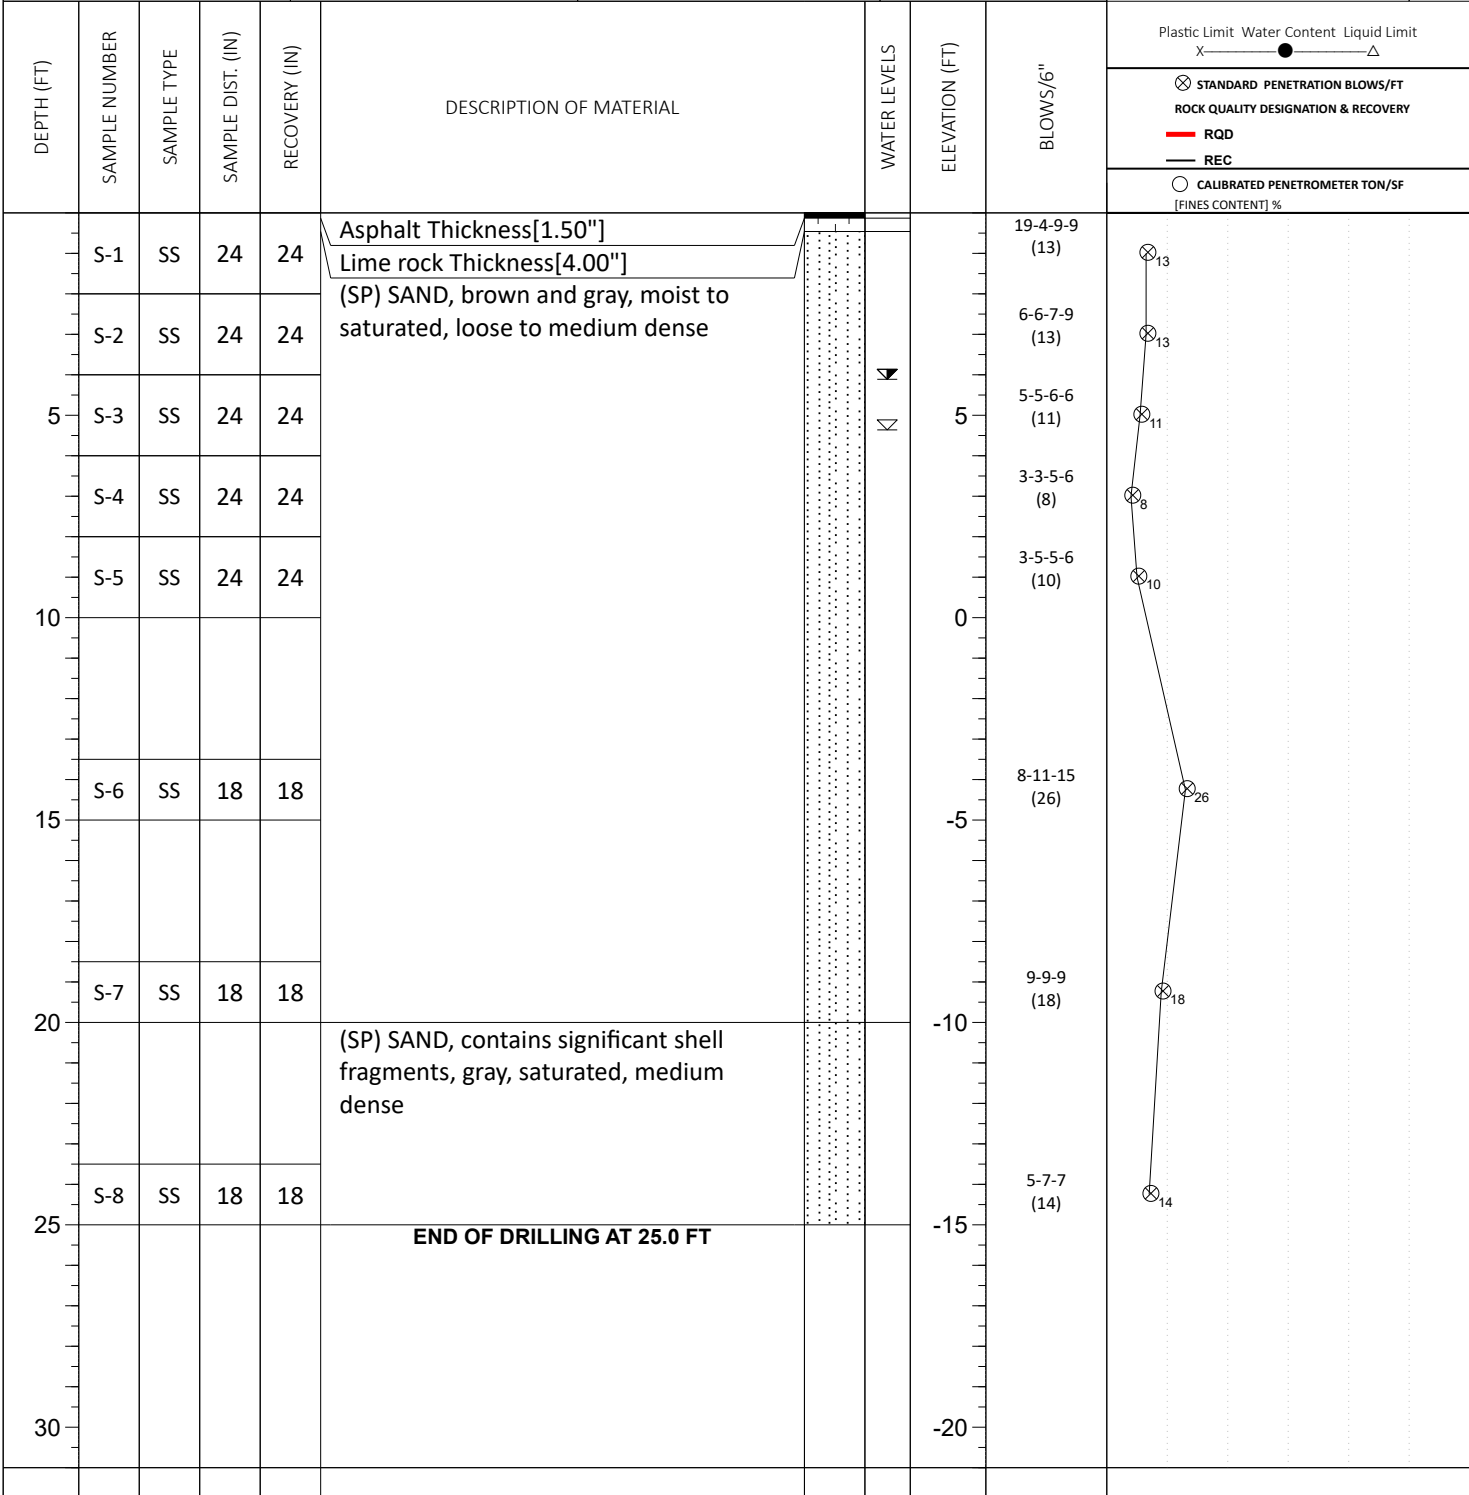 DEPTH (FT)
SAMPLE NUMBER
SAMPLE TYPE
SAMPLE DIST. (IN)
RECOVERY (IN)
DESCRIPTION OF MATERIAL
WATER LEVELS
ELEVATION (FT)
BLOWS/6"
Plastic Limit Water Content Liquid Limit
X
STANDARD PENETRATION BLOWS/FT
ROCK QUALITY DESIGNATION & RECOVERY
RQD
REC
CALIBRATED PENETROMETER TON/SF
[FINES CONTENT] %
Asphalt Thickness[1.50"]
Lime rock Thickness[4.00"]
(SP) SAND, brown and gray, moist to
saturated, loose to medium dense
S-1 SS 24 24
19-4-9-9
(13)
13
S-2 SS 24 24
6-6-7-9
(13)
13
5 S-3 SS 24 24 5
5-5-6-6
(11)
11
S-4 SS 24 24
3-3-5-6
(8)
8
S-5 SS 24 24
3-5-5-6
(10)
10
10 0
S-6 SS 18 18
8-11-15
(26)
26
15 -5
S-7 SS 18 18
9-9-9
(18)
18
20 -10
(SP) SAND, contains significant shell
fragments, gray, saturated, medium
dense
S-8 SS 18 18
5-7-7
(14)
14
25 -15
END OF DRILLING AT 25.0 FT
30 -20